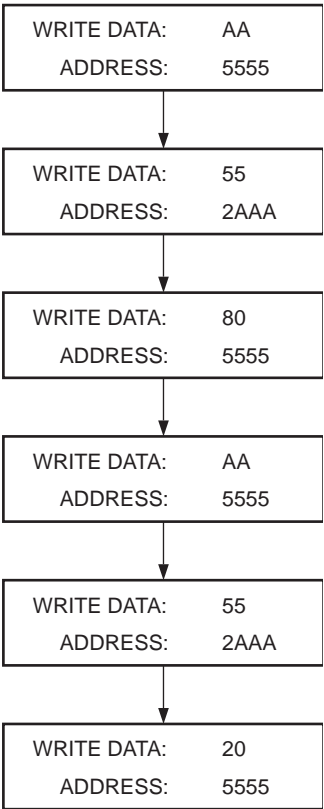 WRITE DATA: AA
ADDRESS: 5555
WRITE DATA: 55
ADDRESS: 2AAA
WRITE DATA: 80
ADDRESS: 5555
WRITE DATA: AA
ADDRESS: 5555
WRITE DATA: 55
ADDRESS: 2AAA
WRITE DATA: 20
ADDRESS: 5555